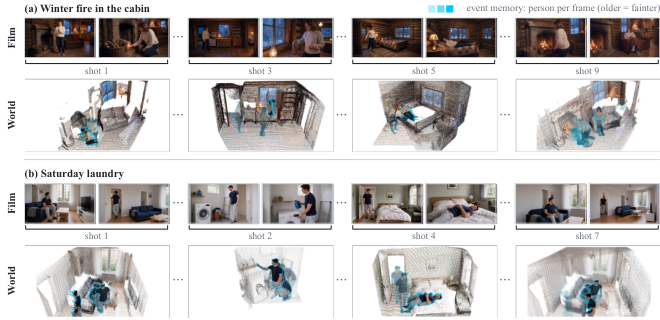 (a) Winter fire in the cabin
event memory: person per frame (older = fainter)
Film
...
...
...
shot 1
shot 3
shot 5
shot 9
World
...
...
...
(b) Saturday laundry
Film
...
...
...
shot 1
shot 2
shot 4
shot 7
World
...
...
...